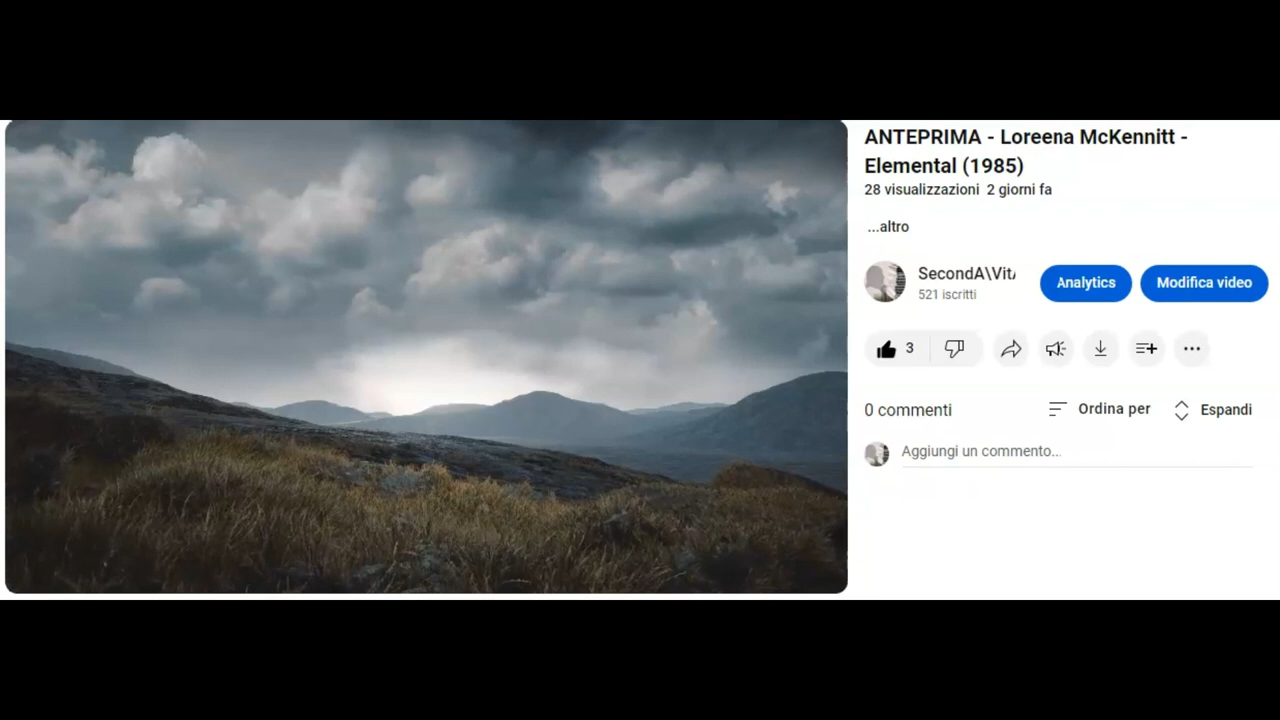 ANTEPRIMA - Loreena McKennitt -
Elemental (1985)
28 visualizzazioni 2 giorni fa
...altro
SecondA\Vit
521 iscritti
Analytics
Modifica video
3
0 commenti
Ordina per
Espandi
Aggiungi un commento...